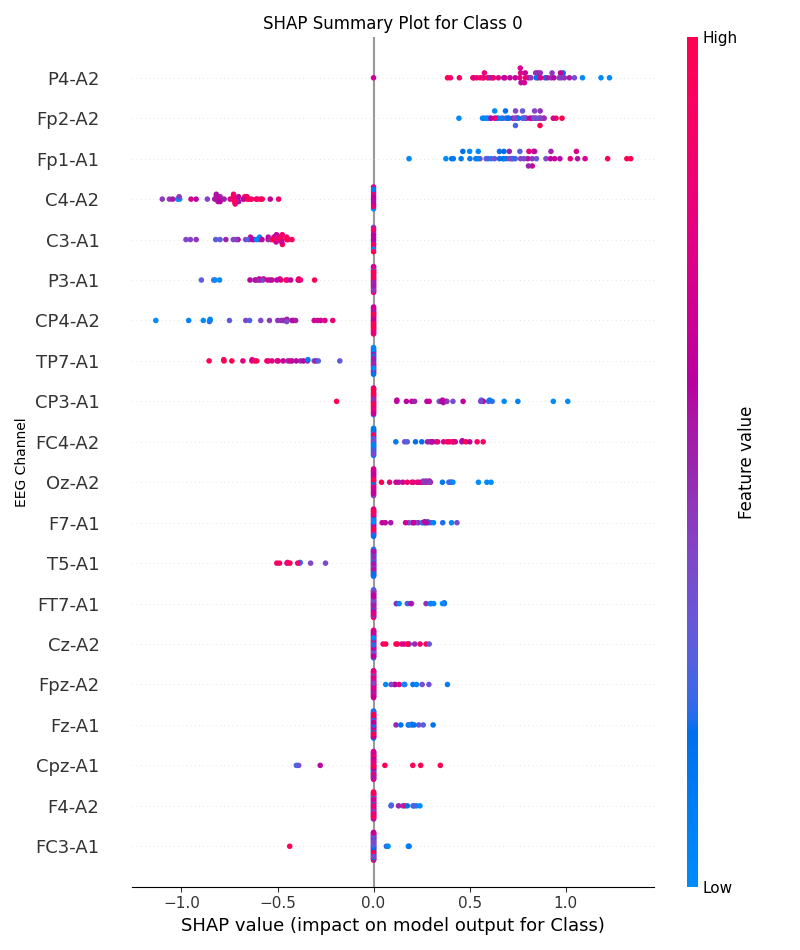 SHAP Summary Plot for Class 0
High
P4-A2
Fp2-A2
Fp1-A1
C4-A2
C3-A1
P3-A1
CP4-A2
TP7-A1
CP3-A1
FC4-A2
Oz-A2
F7-A1
T5-A1
FT7-A1
Cz-A2
Fpz-A2
Fz-A1
Cpz-A1
F4-A2
FC3-A1
EEG Channel
Feature value
Low
−1.0 −0.5 0.0 0.5 1.0
SHAP value (impact on model output for Class)